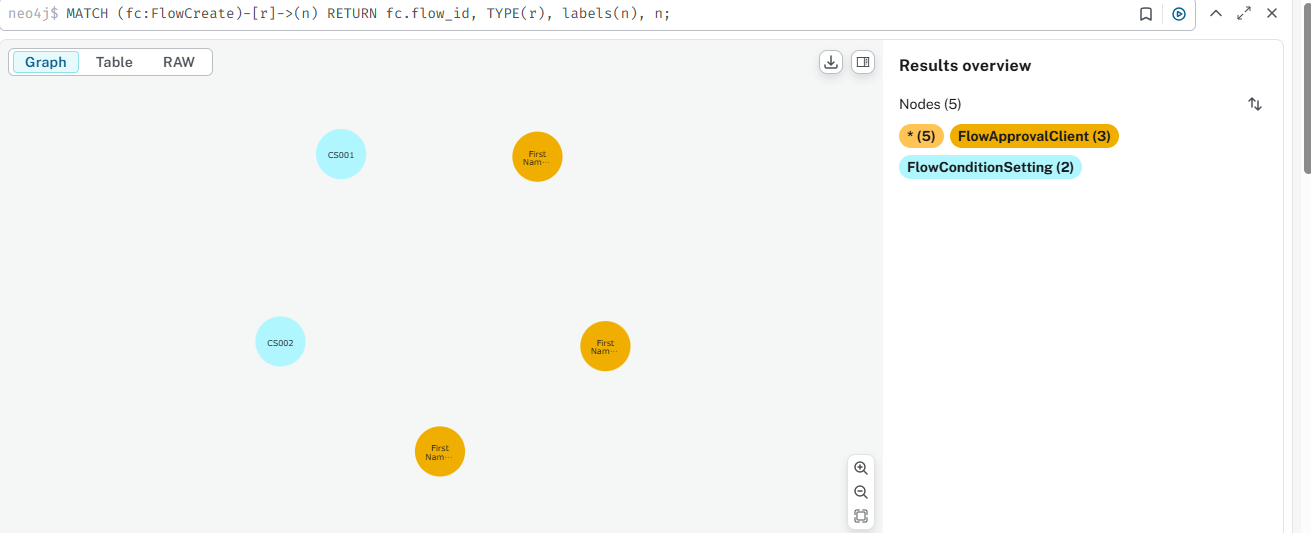 neo4j$ MATCH (fc:FlowCreate)-[r]->(n) RETURN fc.flow_id, TYPE(r), labels(n), n;
Graph Table RAW
Results overview
Nodes (5)
* (5) FlowApprovalClient (3)
FlowConditionSetting (2)
CS001
First
Nam…
CS002
First
Nam…
First
Nam…